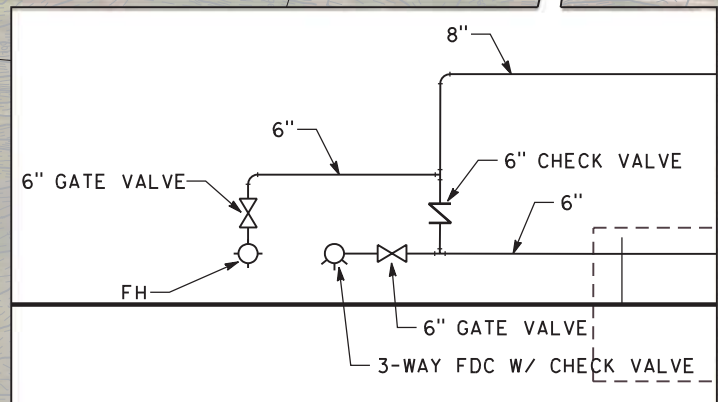 8"
6"
6" GATE VALVE
6" CHECK VALVE
6"
FH
6" GATE VALVE
3-WAY FDC W/ CHECK VALVE